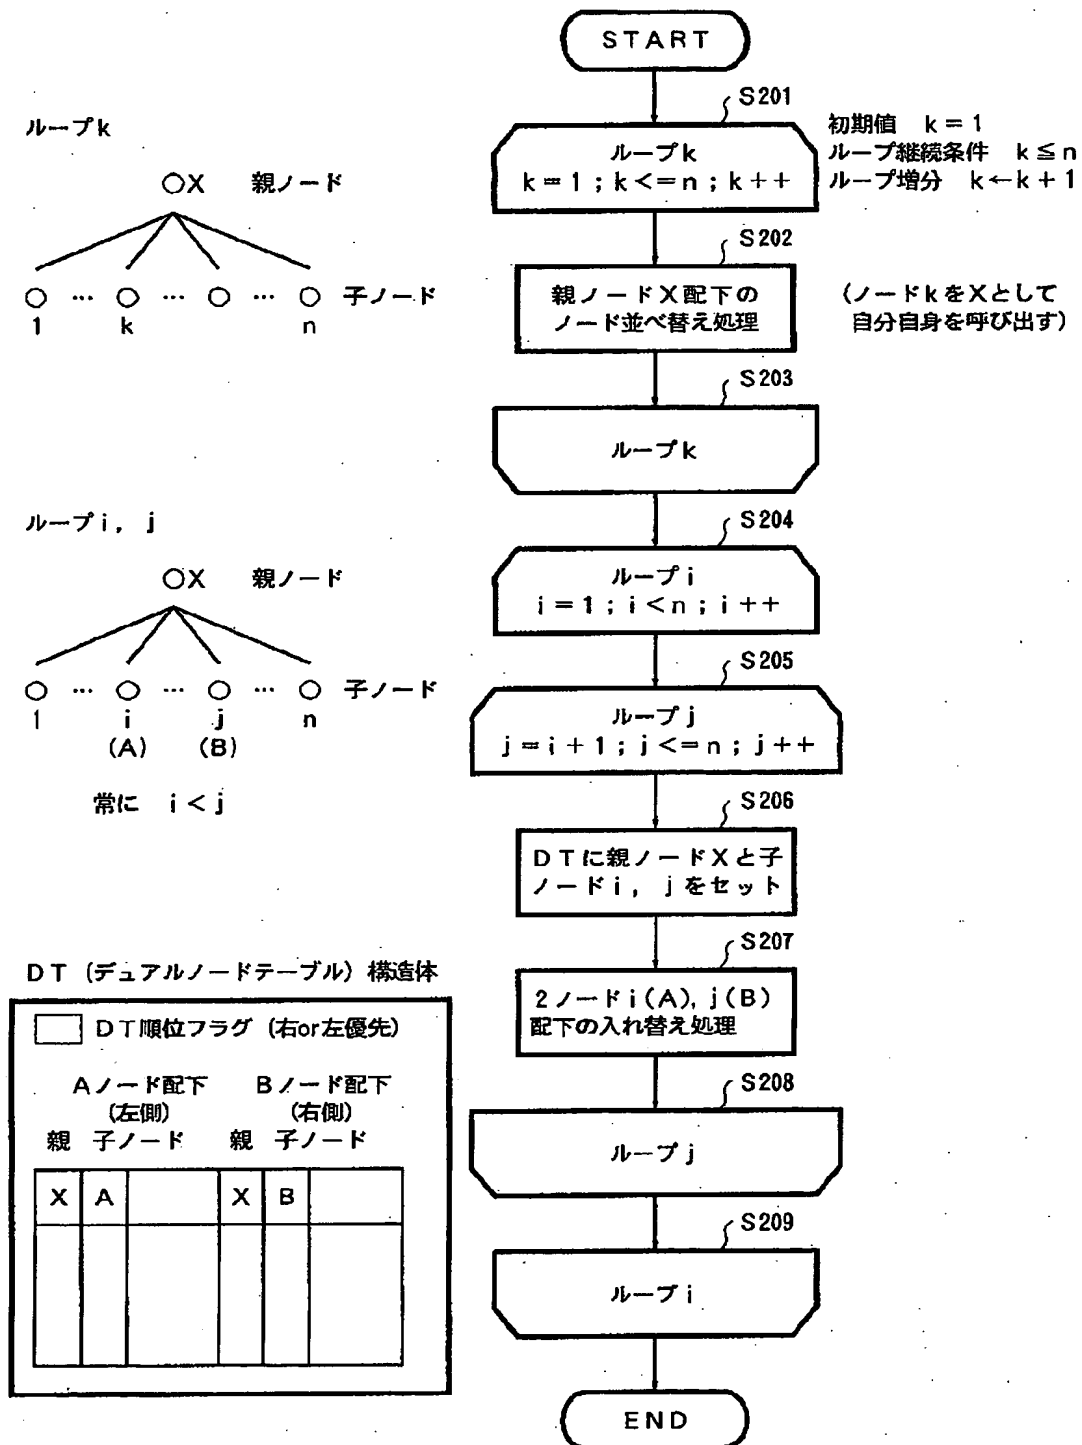 START
S201
ループk
k=1;k<=n;k++
初期値 k=1
ループ継続条件 k≦n
ループ増分 k←k+1
S202
親ノードX配下の
ノード並べ替え処理
(ノードkをXとして
自分自身を呼び出す)
S203
ループk
S204
ループi
i=1;i<n;i++
S205
ループj
j=i+1;j<=n;j++
S206
DTに親ノードXと子
ノードi,jをセット
S207
2ノードi(A),j(B)
配下の入れ替え処理
S208
ループj
S209
ループi
END
ループk
X 親ノード
… … … 子ノード
1 k n
ループi,j
X 親ノード
… … … 子ノード
1 i j n
(A) (B)
常に i<j
DT(デュアルノードテーブル)構造体
DT順位フラグ(右or左優先)
Aノード配下 Bノード配下
(左側) (右側)
親 子ノード 親 子ノード
X A X B